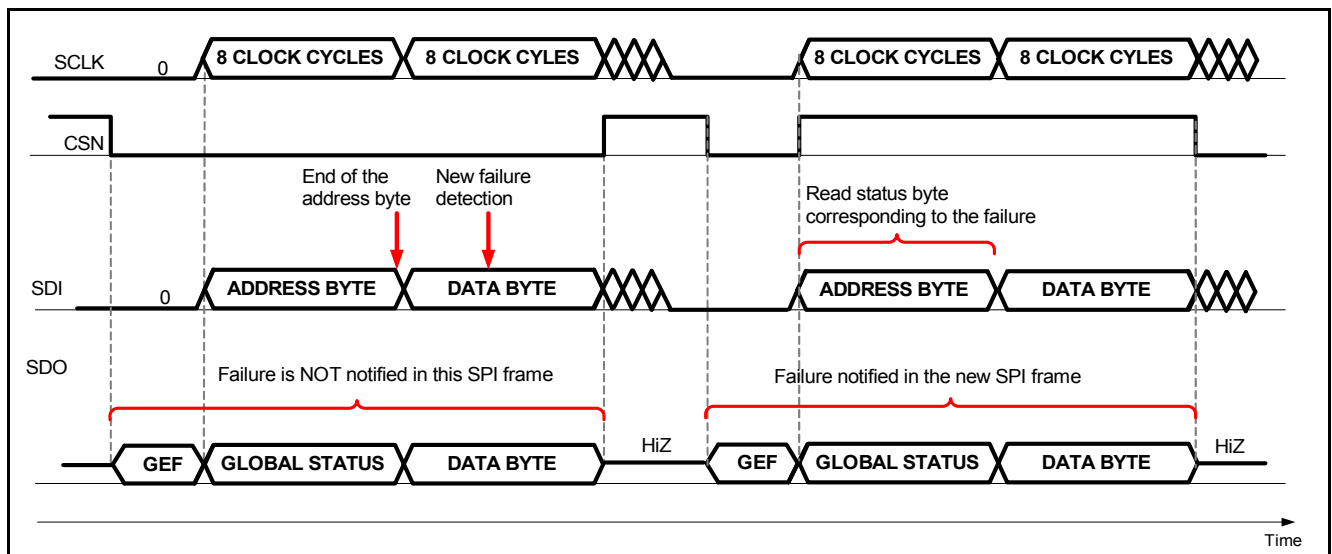 SCLK
0
8 CLOCK CYCLES
8 CLOCK CYLES
8 CLOCK CYCLES
8 CLOCK CYLES
CSN
End of the
address byte
New failure
detection
Read status byte
corresponding to the failure
SDI
0
ADDRESS BYTE
DATA BYTE
ADDRESS BYTE
DATA BYTE
SDO
Failure is NOT notified in this SPI frame
Failure notified in the new SPI frame
GEF
GLOBAL STATUS
DATA BYTE
HiZ
GEF
GLOBAL STATUS
DATA BYTE
HiZ
Time